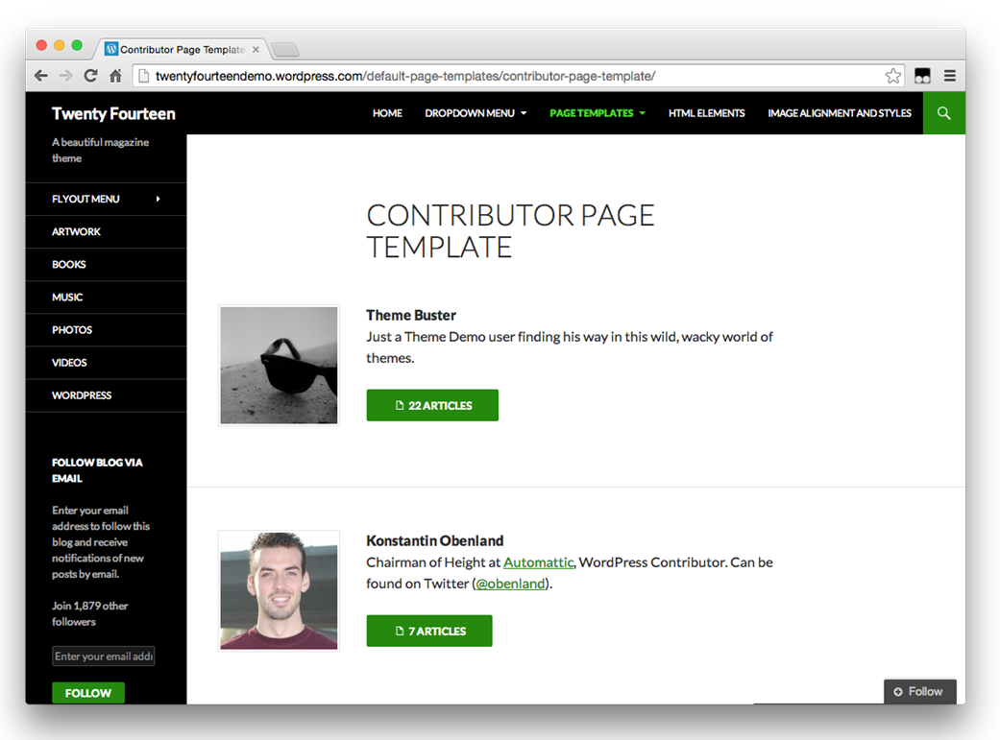 Contributor Page Template
twentyfourteendemo.wordpress.com/default-page-templates/contributor-page-template/
Twenty Fourteen
HOME
DROPDOWN MENU
PAGE TEMPLATES
HTML ELEMENTS
IMAGE ALIGNMENT AND STYLES
A beautiful magazine
theme
FLYOUT MENU
ARTWORK
BOOKS
MUSIC
PHOTOS
VIDEOS
WORDPRESS
FOLLOW BLOG VIA
EMAIL
Enter your email
address to follow this
blog and receive
notifications of new
posts by email.
Join 1,879 other
followers
Enter your email addr
FOLLOW
CONTRIBUTOR PAGE
TEMPLATE
Theme Buster
Just a Theme Demo user finding his way in this wild, wacky world of
themes.
22 ARTICLES
Konstantin Obenland
Chairman of Height at Automattic, WordPress Contributor. Can be
found on Twitter (@obenland).
7 ARTICLES
Follow